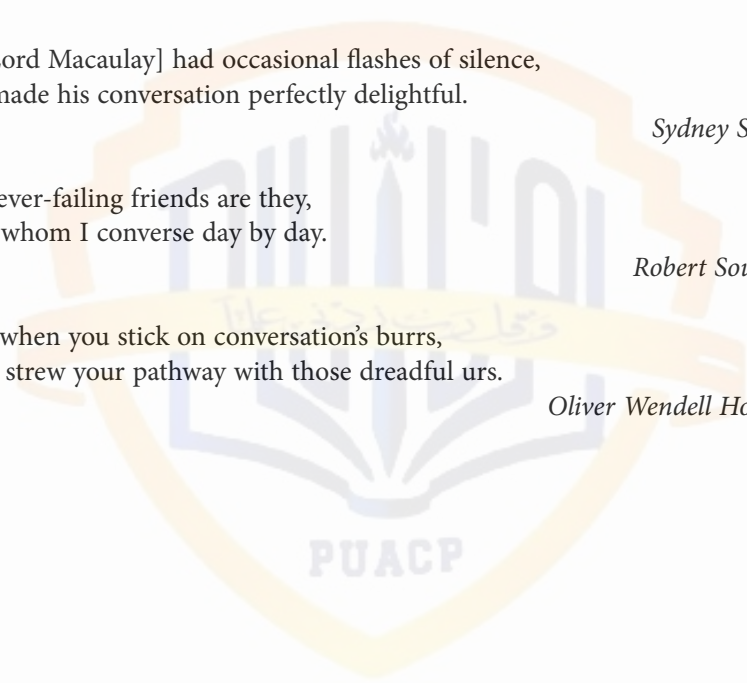 ord Macaulay] had occasional flashes of silence,
made his conversation perfectly delightful.
Sydney S
ever-failing friends are they,
whom I converse day by day.
Robert Sou
when you stick on conversation's burrs,
strew your pathway with those dreadful urs.
Oliver Wendell Ho
PUACP